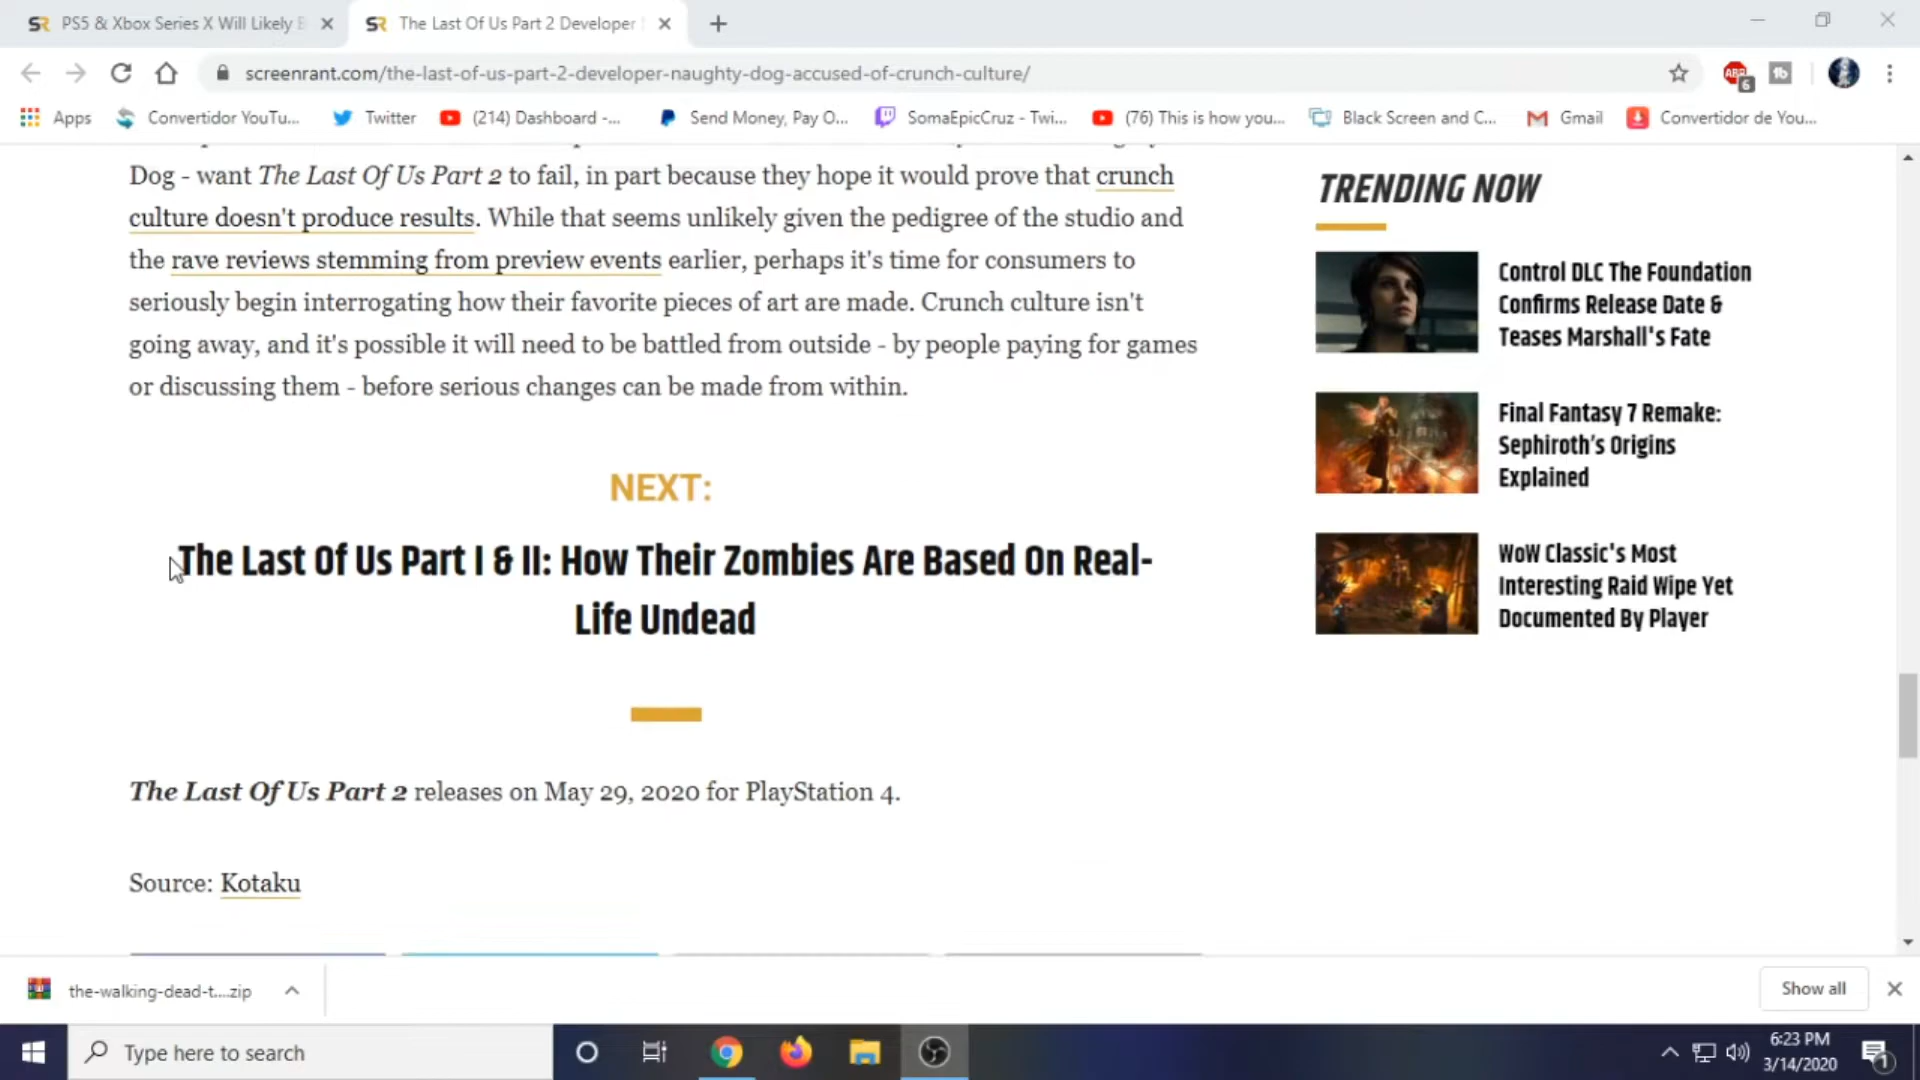 SR PS5 & Xbox Series X Will Likely
SR The Last Of Us Part 2 Developer
screenrant.com/the-last-of-us-part-2-developer-naughty-dog-accused-of-crunch-culture/
ABP 6
tb
Apps
Convertidor YouTu...
Twitter
(214) Dashboard -...
Send Money, Pay O...
SomaEpicCruz - Twi...
(76) This is how you...
Black Screen and C...
Gmail
Convertidor de You...
Dog - want The Last Of Us Part 2 to fail, in part because they hope it would prove that crunch
culture doesn't produce results. While that seems unlikely given the pedigree of the studio and
the rave reviews stemming from preview events earlier, perhaps it's time for consumers to
seriously begin interrogating how their favorite pieces of art are made. Crunch culture isn't
going away, and it's possible it will need to be battled from outside - by people paying for games
or discussing them - before serious changes can be made from within.
NEXT:
The Last Of Us Part I & II: How Their Zombies Are Based On Real-
Life Undead
The Last Of Us Part 2 releases on May 29, 2020 for PlayStation 4.
Source: Kotaku
TRENDING NOW
Control DLC The Foundation
Confirms Release Date &
Teases Marshall's Fate
Final Fantasy 7 Remake:
Sephiroth's Origins
Explained
WoW Classic's Most
Interesting Raid Wipe Yet
Documented By Player
the-walking-dead-t....zip
Show all
Type here to search
6:23 PM
3/14/2020
1